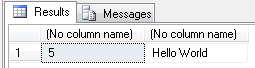 Results Messages
(No column name) (No column name)
1 5 Hello World